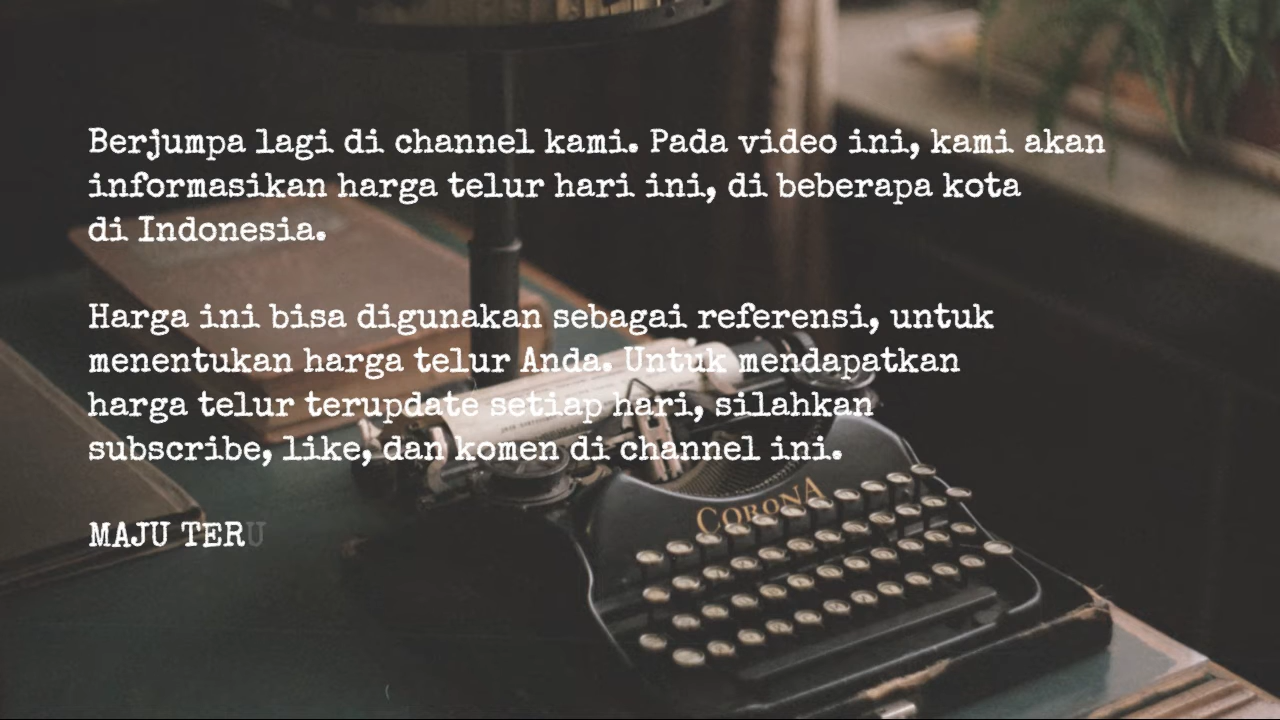 Berjumpa lagi di channel kami. Pada video ini, kami akan
informasikan harga telur hari ini, di beberapa kota
di Indonesia.
Harga ini bisa digunakan sebagai referensi, untuk
menentukan harga telur Anda. Untuk mendapatkan
harga telur terupdate setiap hari, silahkan
subscribe, like, dan komen di channel ini.
MAJU TERU
CORONA